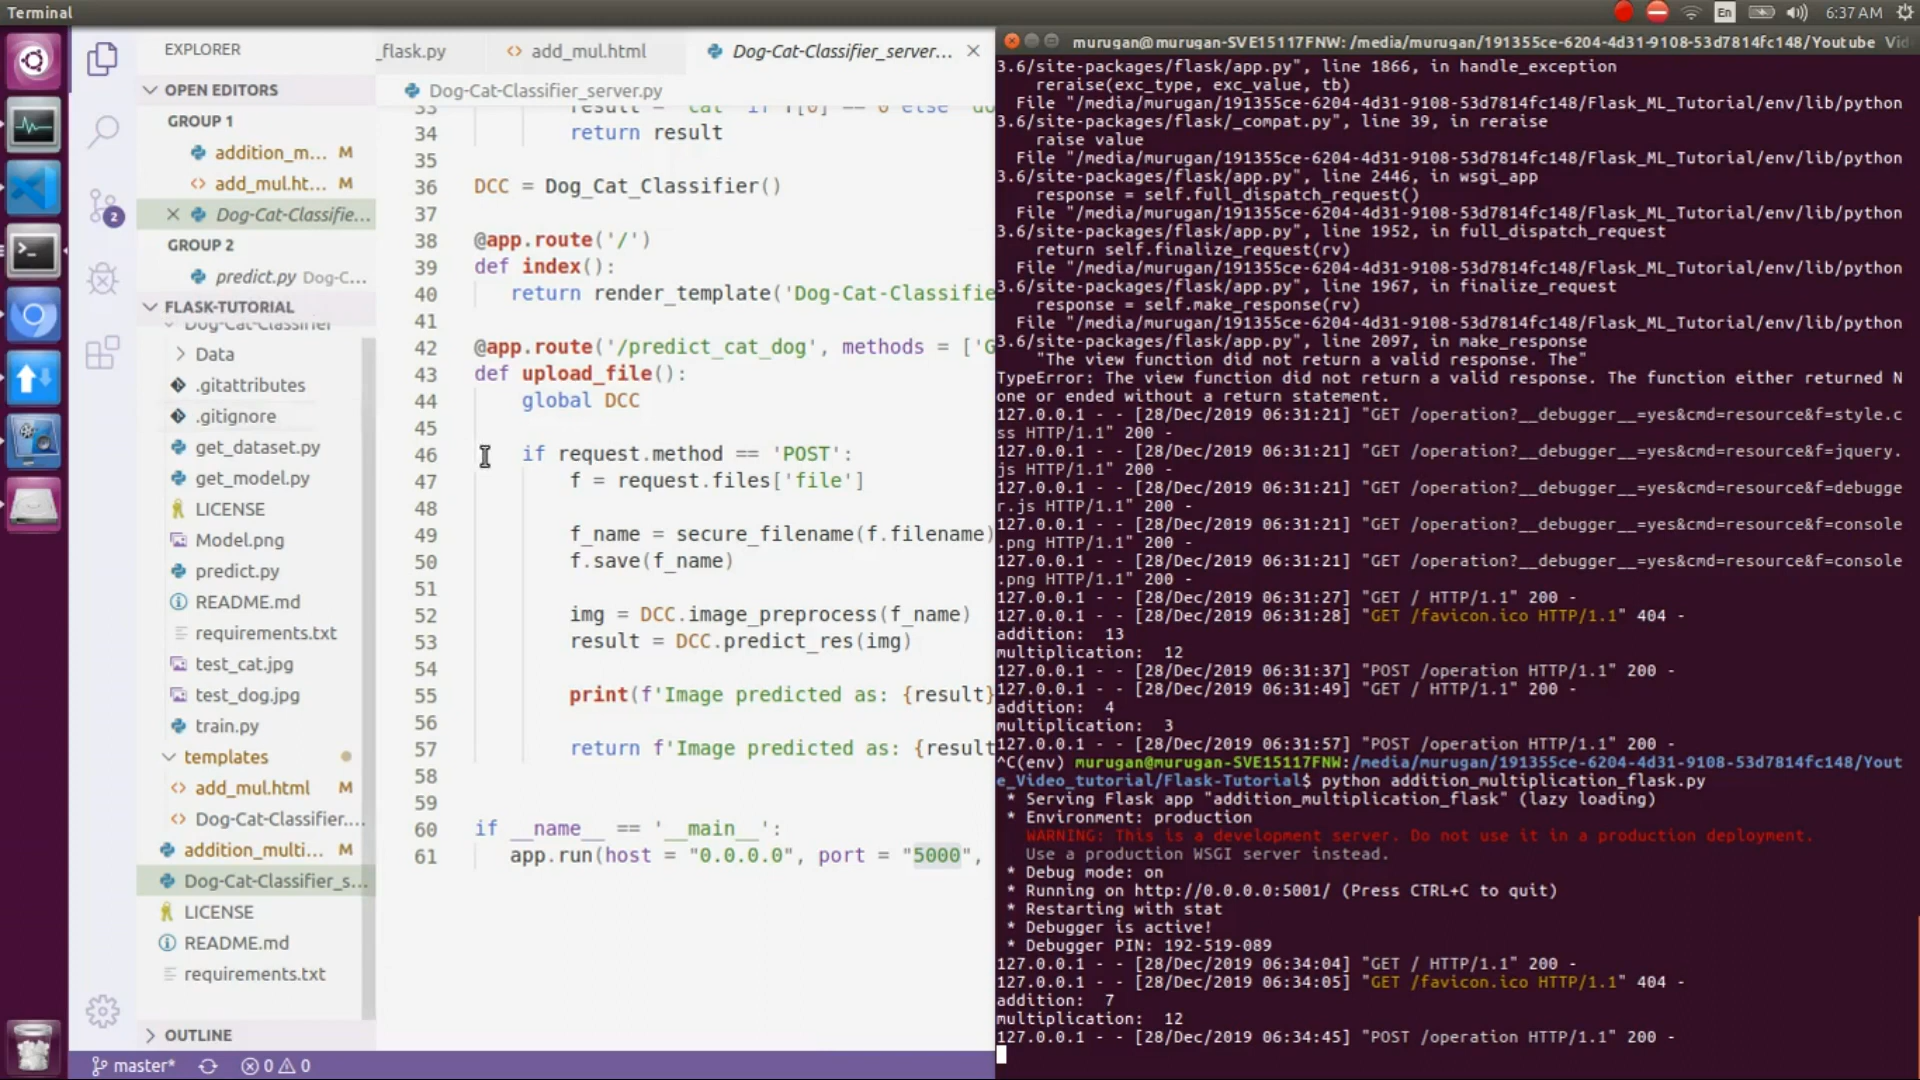 Terminal
En
6:37 AM
EXPLORER
OPEN EDITORS
GROUP 1
addition_m... M
add_mul.ht... M
Dog-Cat-Classifie...
GROUP 2
predict.py Dog-C...
FLASK-TUTORIAL
Dog-Cat-Classifier
Data
.gitattributes
.gitignore
get_dataset.py
get_model.py
LICENSE
Model.png
predict.py
README.md
requirements.txt
test_cat.jpg
test_dog.jpg
train.py
templates
add_mul.html M
Dog-Cat-Classifier....
addition_multi... M
Dog-Cat-Classifier_s...
LICENSE
README.md
requirements.txt
OUTLINE
2
master* 0 0
_flask.py
add_mul.html
Dog-Cat-Classifier_server...
Dog-Cat-Classifier_server.py
33 result = 'cat' if r[0] == 0 else 'do
34 return result
35
36 DCC = Dog_Cat_Classifier()
37
38 @app.route('/')
39 def index():
40 return render_template('Dog-Cat-Classifie
41
42 @app.route('/predict_cat_dog', methods = ['G
43 def upload_file():
44 global DCC
45
46 if request.method == 'POST':
47 f = request.files['file']
48
49 f_name = secure_filename(f.filename)
50 f.save(f_name)
51
52 img = DCC.image_preprocess(f_name)
53 result = DCC.predict_res(img)
54
55 print(f'Image predicted as: {result}
56
57 return f'Image predicted as: {result
58
59
60 if __name__ == '__main__':
61 app.run(host = "0.0.0.0", port = "5000",
murugan@murugan-SVE15117FNW: /media/murugan/191355ce-6204-4d31-9108-53d7814fc148/Youtube Vid
3.6/site-packages/flask/app.py", line 1866, in handle_exception
reraise(exc_type, exc_value, tb)
File "/media/murugan/191355ce-6204-4d31-9108-53d7814fc148/Flask_ML_Tutorial/env/lib/python
3.6/site-packages/flask/_compat.py", line 39, in reraise
raise value
File "/media/murugan/191355ce-6204-4d31-9108-53d7814fc148/Flask_ML_Tutorial/env/lib/python
3.6/site-packages/flask/app.py", line 2446, in wsgi_app
response = self.full_dispatch_request()
File "/media/murugan/191355ce-6204-4d31-9108-53d7814fc148/Flask_ML_Tutorial/env/lib/python
3.6/site-packages/flask/app.py", line 1952, in full_dispatch_request
return self.finalize_request(rv)
File "/media/murugan/191355ce-6204-4d31-9108-53d7814fc148/Flask_ML_Tutorial/env/lib/python
3.6/site-packages/flask/app.py", line 1967, in finalize_request
response = self.make_response(rv)
File "/media/murugan/191355ce-6204-4d31-9108-53d7814fc148/Flask_ML_Tutorial/env/lib/python
3.6/site-packages/flask/app.py", line 2097, in make_response
"The view function did not return a valid response. The"
TypeError: The view function did not return a valid response. The function either returned N
one or ended without a return statement.
127.0.0.1 - - [28/Dec/2019 06:31:21] "GET /operation?__debugger__=yes&cmd=resource&f=style.c
ss HTTP/1.1" 200 -
127.0.0.1 - - [28/Dec/2019 06:31:21] "GET /operation?__debugger__=yes&cmd=resource&f=jquery.
js HTTP/1.1" 200 -
127.0.0.1 - - [28/Dec/2019 06:31:21] "GET /operation?__debugger__=yes&cmd=resource&f=debugge
r.js HTTP/1.1" 200 -
127.0.0.1 - - [28/Dec/2019 06:31:21] "GET /operation?__debugger__=yes&cmd=resource&f=console
.png HTTP/1.1" 200 -
127.0.0.1 - - [28/Dec/2019 06:31:21] "GET /operation?__debugger__=yes&cmd=resource&f=console
.png HTTP/1.1" 200 -
127.0.0.1 - - [28/Dec/2019 06:31:27] "GET / HTTP/1.1" 200 -
127.0.0.1 - - [28/Dec/2019 06:31:28] "GET /favicon.ico HTTP/1.1" 404 -
addition: 13
multiplication: 12
127.0.0.1 - - [28/Dec/2019 06:31:37] "POST /operation HTTP/1.1" 200 -
127.0.0.1 - - [28/Dec/2019 06:31:49] "GET / HTTP/1.1" 200 -
addition: 4
multiplication: 3
127.0.0.1 - - [28/Dec/2019 06:31:57] "POST /operation HTTP/1.1" 200 -
^C(env) murugan@murugan-SVE15117FNW:/media/murugan/191355ce-6204-4d31-9108-53d7814fc148/Yout
e_Video_tutorial/Flask-Tutorial$ python addition_multiplication_flask.py
* Serving Flask app "addition_multiplication_flask" (lazy loading)
* Environment: production
WARNING: This is a development server. Do not use it in a production deployment.
Use a production WSGI server instead.
* Debug mode: on
* Running on http://0.0.0.0:5001/ (Press CTRL+C to quit)
* Restarting with stat
* Debugger is active!
* Debugger PIN: 192-519-089
127.0.0.1 - - [28/Dec/2019 06:34:04] "GET / HTTP/1.1" 200 -
127.0.0.1 - - [28/Dec/2019 06:34:05] "GET /favicon.ico HTTP/1.1" 404 -
addition: 7
multiplication: 12
127.0.0.1 - - [28/Dec/2019 06:34:45] "POST /operation HTTP/1.1" 200 -